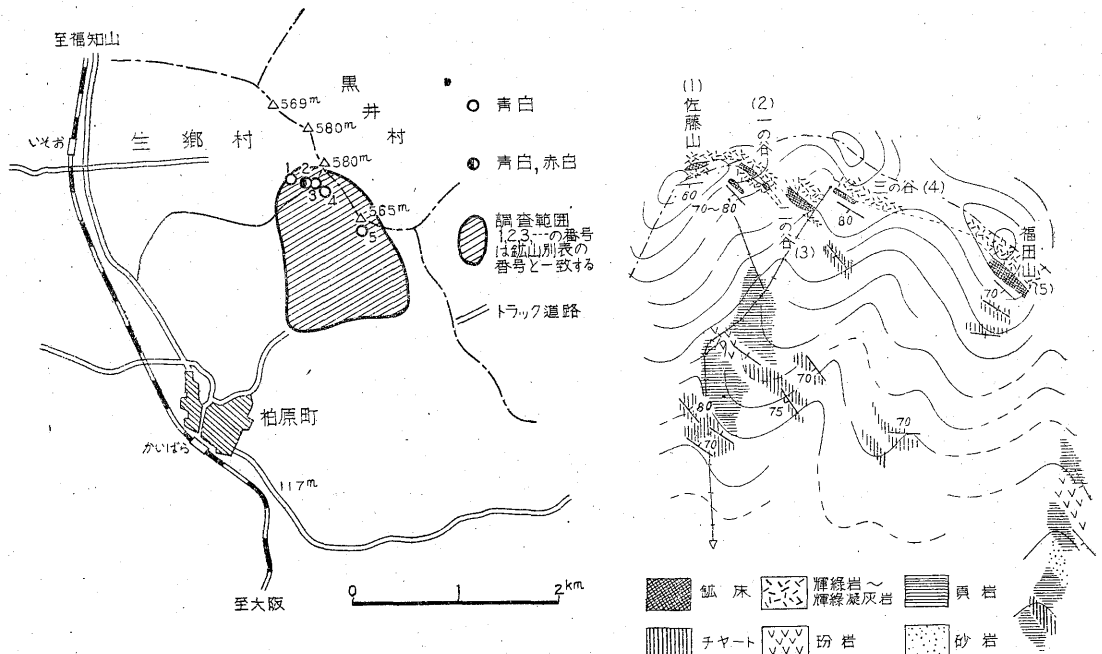 至福知山
いそお
生郷村
黒井村
569m
580m
580m
565m
1
2
3
4
5
青白
青白,赤白
調査範囲
1,2,3---の番号
は鉱山別表の
番号と一致する
トラック道路
柏原町
かいばら
117m
至大阪
0 1 2km
(1)
佐藤山
(2)
一の谷
二の谷
(3)
三の谷(4)
福田山
(5)
60
70~80
80
70
70
75
80
70
70
鉱床
輝緑岩~
輝緑凝灰岩
頁岩
チャート
玢岩
砂岩